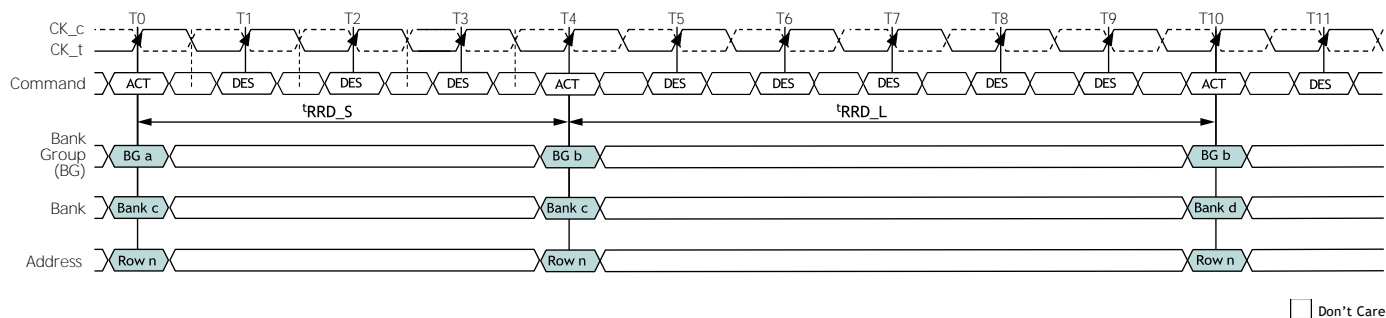 T0 T1 T2 T3 T4 T5 T6 T7 T8 T9 T10 T11
CK_c
CK_t
Command ACT DES DES DES ACT DES DES DES DES DES ACT DES
tRRD_S tRRD_L
Bank
Group
(BG)
BG a BG b BG b
Bank Bank c Bank c Bank d
Address Row n Row n Row n
Don't Care